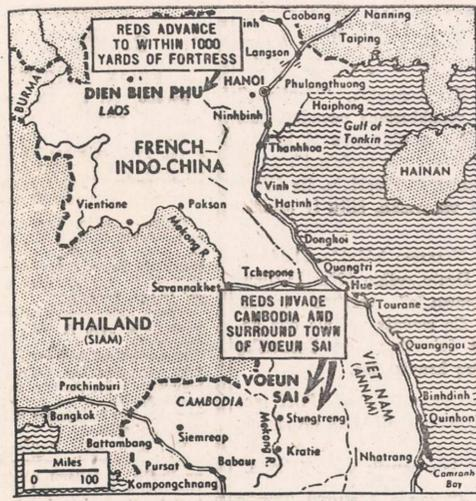 REDS ADVANCE
TO WITHIN 1000
YARDS OF FORTRESS
Caobang
Nanning
Taiping
Langson
inh
BURMA
HANOI
DIEN BIEN PHU
LAOS
Phulangthuong
Haiphong
Ninhbinh
Gulf of
Tonkin
FRENCH
INDO-CHINA
Thanhhoa
HAINAN
Vinh
Hatinh
Vientiane
Paksan
Mekong R.
Donghoi
Tchepone
Quangtri
Savannakhet
Hue
Tourane
REDS INVADE
CAMBODIA AND
SURROUND TOWN
OF VOEUN SAI
THAILAND
(SIAM)
Quangngai
VIET NAM
(ANNAM)
VOEUN
SAI
Prachinburi
CAMBODIA
Binhdinh
Bangkok
Stungtreng
Quinhon
Siemreap
Battambang
Mekong R.
Kratie
Nhatrang
Miles
0 100
Pursat
Babaur
Kompongchnang
Camranh
Bay